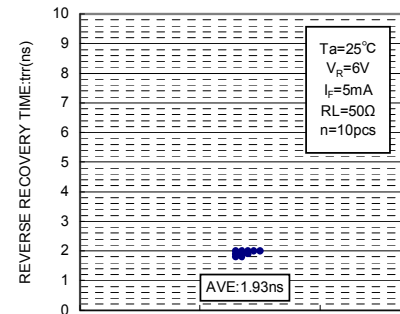 REVERSE RECOVERY TIME:trr(ns)
10
9
8
7
6
5
4
3
2
1
0
Ta=25°C
VR=6V
IF=5mA
RL=50Ω
n=10pcs
AVE:1.93ns